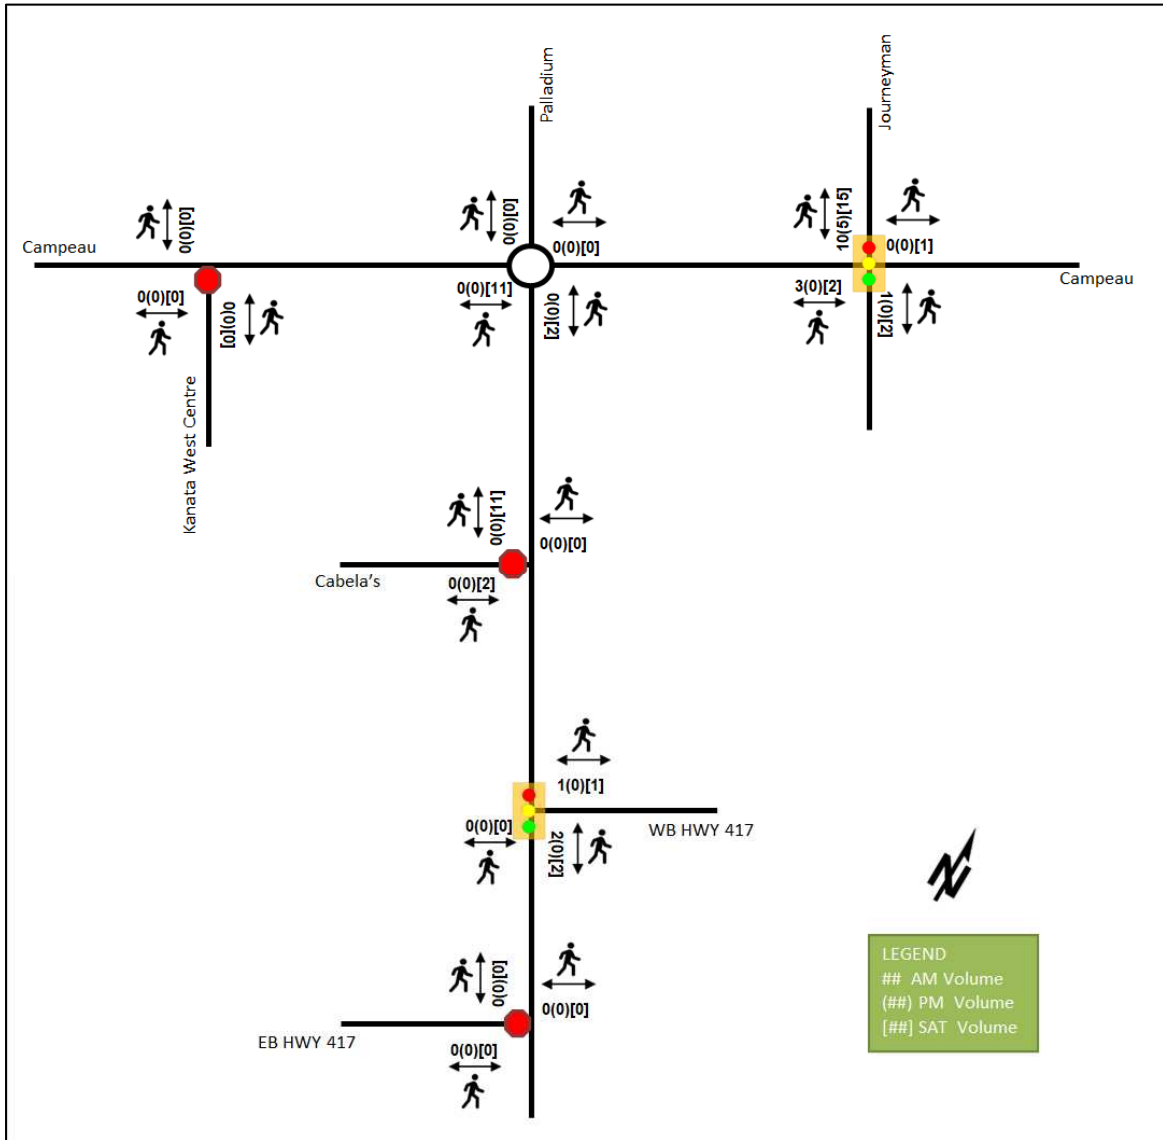 Palladium
Journeyman
0(0)[0]
0(0)[0]
10(5)[15]
Campeau
0(0)[0]
0(0)[1]
Campeau
0(0)[0]
0(0)[0]
0(0)[11]
0(0)[2]
3(0)[2]
1(0)[2]
Kanata West Centre
0(0)[11]
0(0)[0]
Cabela's
0(0)[2]
1(0)[1]
0(0)[0]
2(0)[2]
WB HWY 417
N
0(0)[0]
0(0)[0]
EB HWY 417
0(0)[0]
LEGEND
## AM Volume
(##) PM Volume
[##] SAT Volume